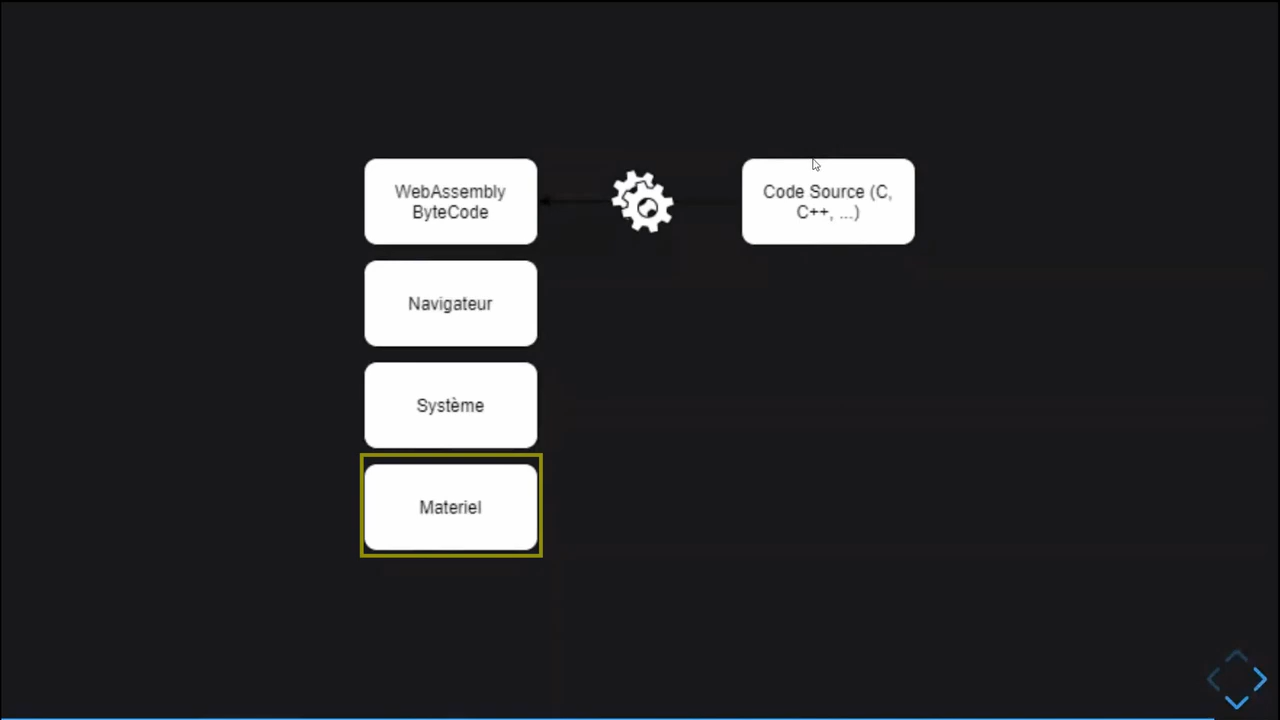 WebAssembly
ByteCode
Code Source (C,
C++, ...)
Navigateur
Système
Materiel